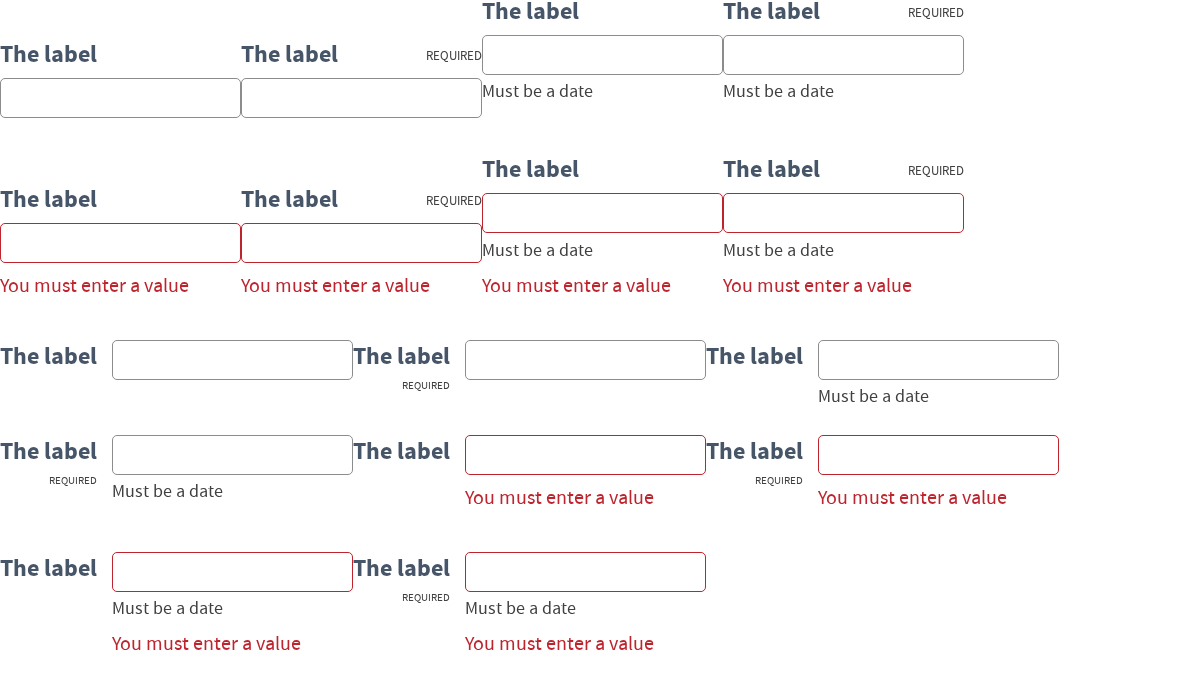 The label The label REQUIRED
The label The label REQUIRED
Must be a date Must be a date
The label The label REQUIRED
The label The label REQUIRED
Must be a date Must be a date
You must enter a value You must enter a value You must enter a value You must enter a value
The label The label The label
REQUIRED
Must be a date
The label The label The label
REQUIRED REQUIRED
Must be a date You must enter a value You must enter a value
The label The label
REQUIRED
Must be a date Must be a date
You must enter a value You must enter a value